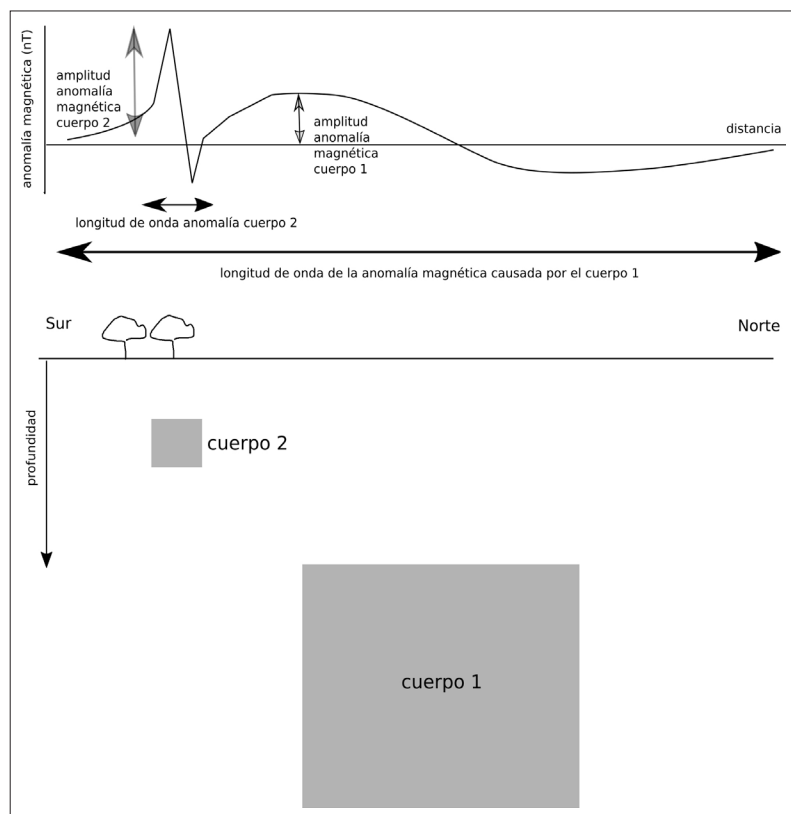 anomalía magnética (nT)
amplitud
anomalía
magnética
cuerpo 2
amplitud
anomalía
magnética
cuerpo 1
distancia
longitud de onda anomalía cuerpo 2
longitud de onda de la anomalía magnética causada por el cuerpo 1
Sur
Norte
profundidad
cuerpo 2
cuerpo 1